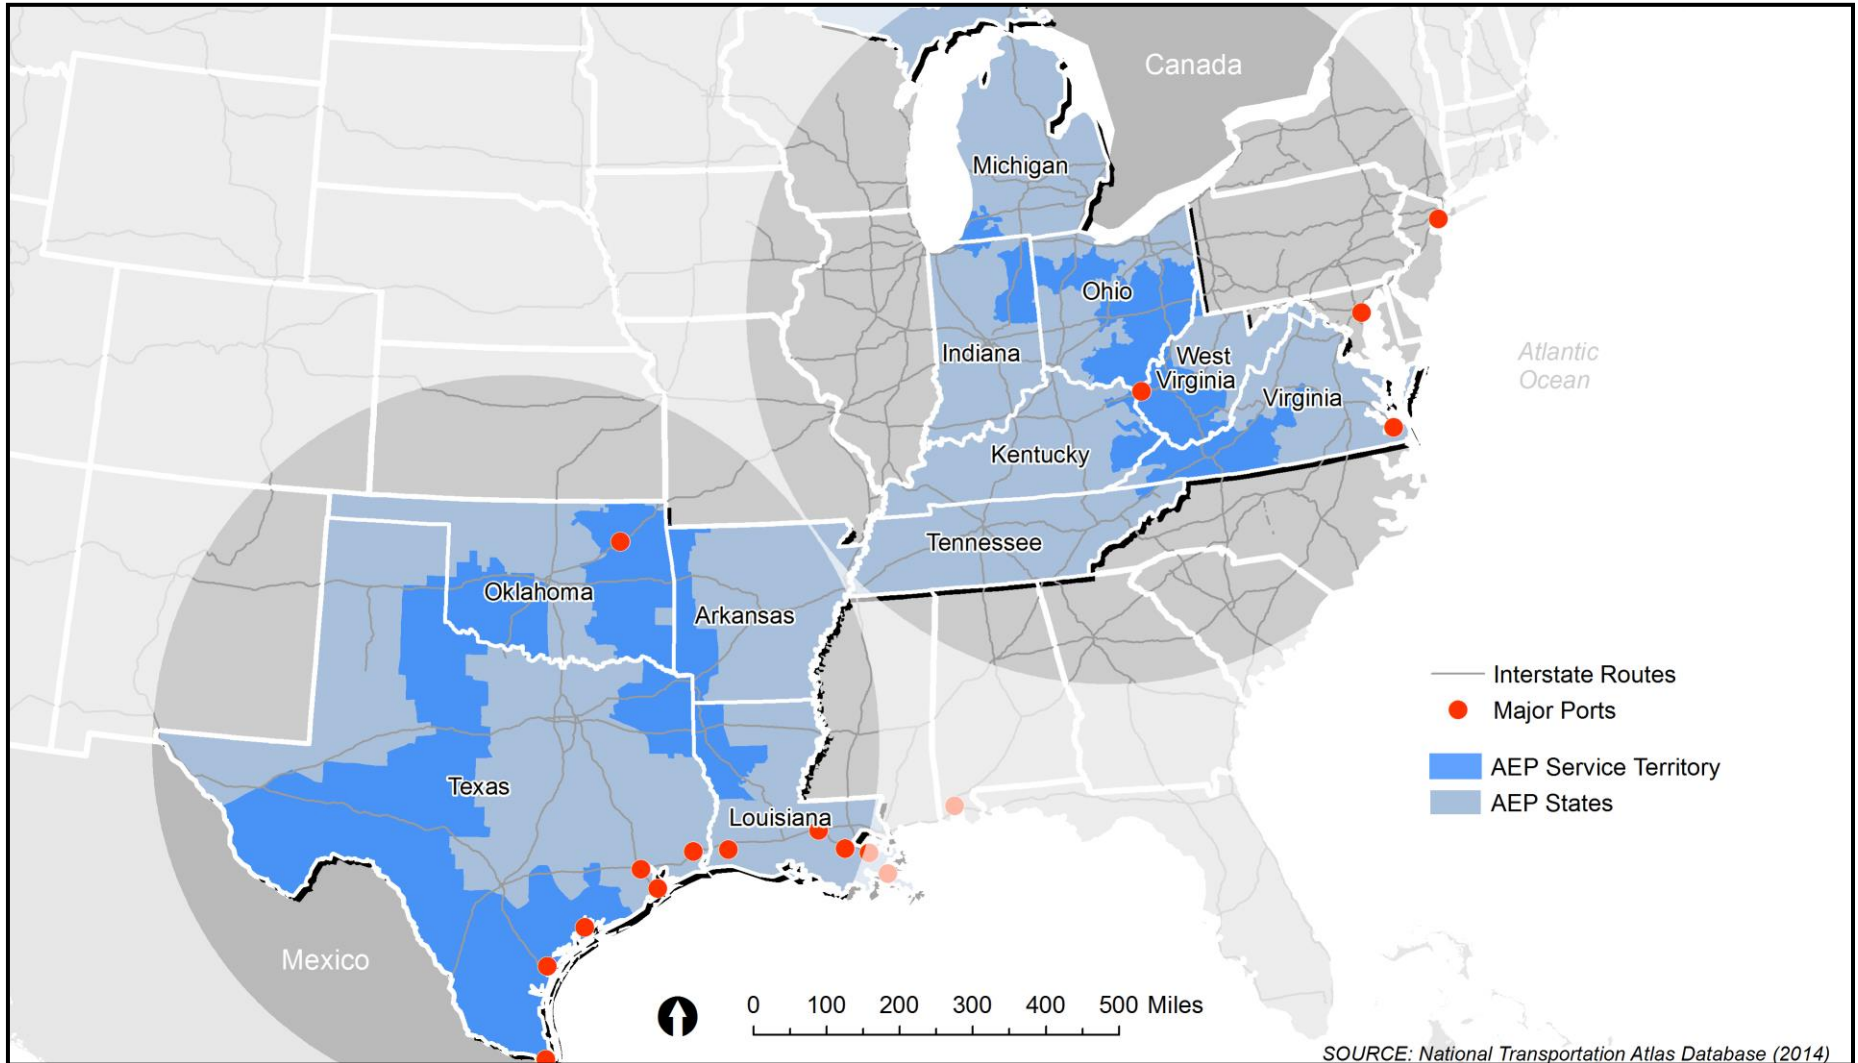 Canada
Michigan
Ohio
Indiana
West
Virginia
Virginia
Atlantic
Ocean
Kentucky
Tennessee
Oklahoma
Arkansas
Texas
Louisiana
Mexico
Interstate Routes
Major Ports
AEP Service Territory
AEP States
0 100 200 300 400 500 Miles
SOURCE: National Transportation Atlas Database (2014)